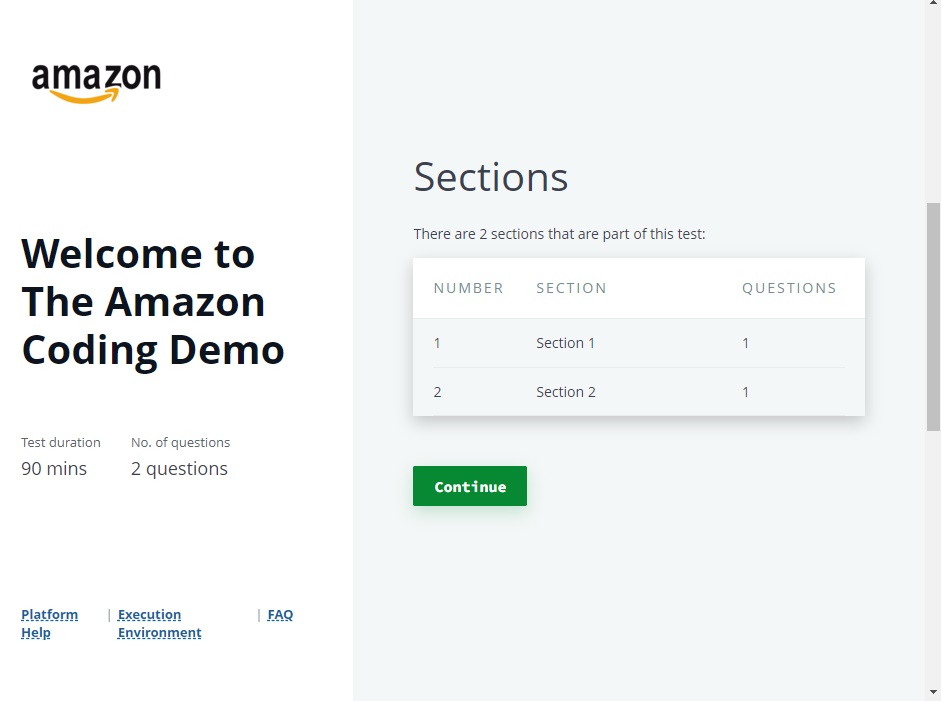 amazon
Welcome to
The Amazon
Coding Demo
Test duration No. of questions
90 mins 2 questions
Platform Help | Execution Environment | FAQ
Sections
There are 2 sections that are part of this test:
NUMBER SECTION QUESTIONS
1 Section 1 1
2 Section 2 1
Continue